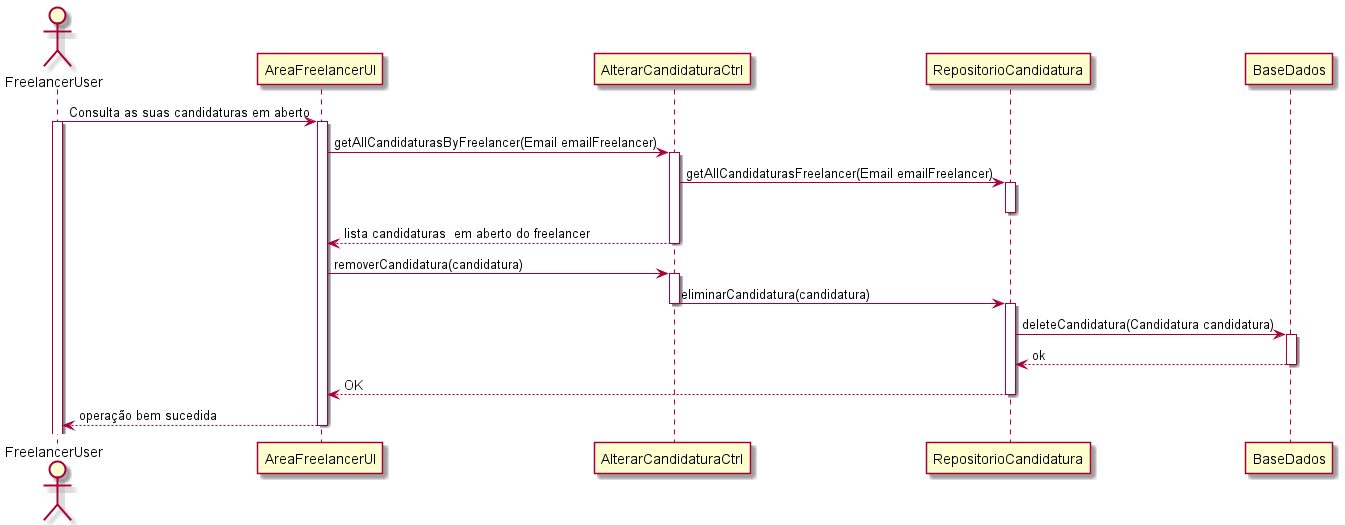 FreelancerUser
AreaFreelancerUI
AlterarCandidaturaCtrl
RepositorioCandidatura
BaseDados
Consulta as suas candidaturas em aberto
getAllCandidaturasByFreelancer(Email emailFreelancer)
getAllCandidaturasFreelancer(Email emailFreelancer)
lista candidaturas  em aberto do freelancer
removerCandidatura(candidatura)
eliminarCandidatura(candidatura)
deleteCandidatura(Candidatura candidatura)
ok
OK
operação bem sucedida
FreelancerUser
AreaFreelancerUI
AlterarCandidaturaCtrl
RepositorioCandidatura
BaseDados